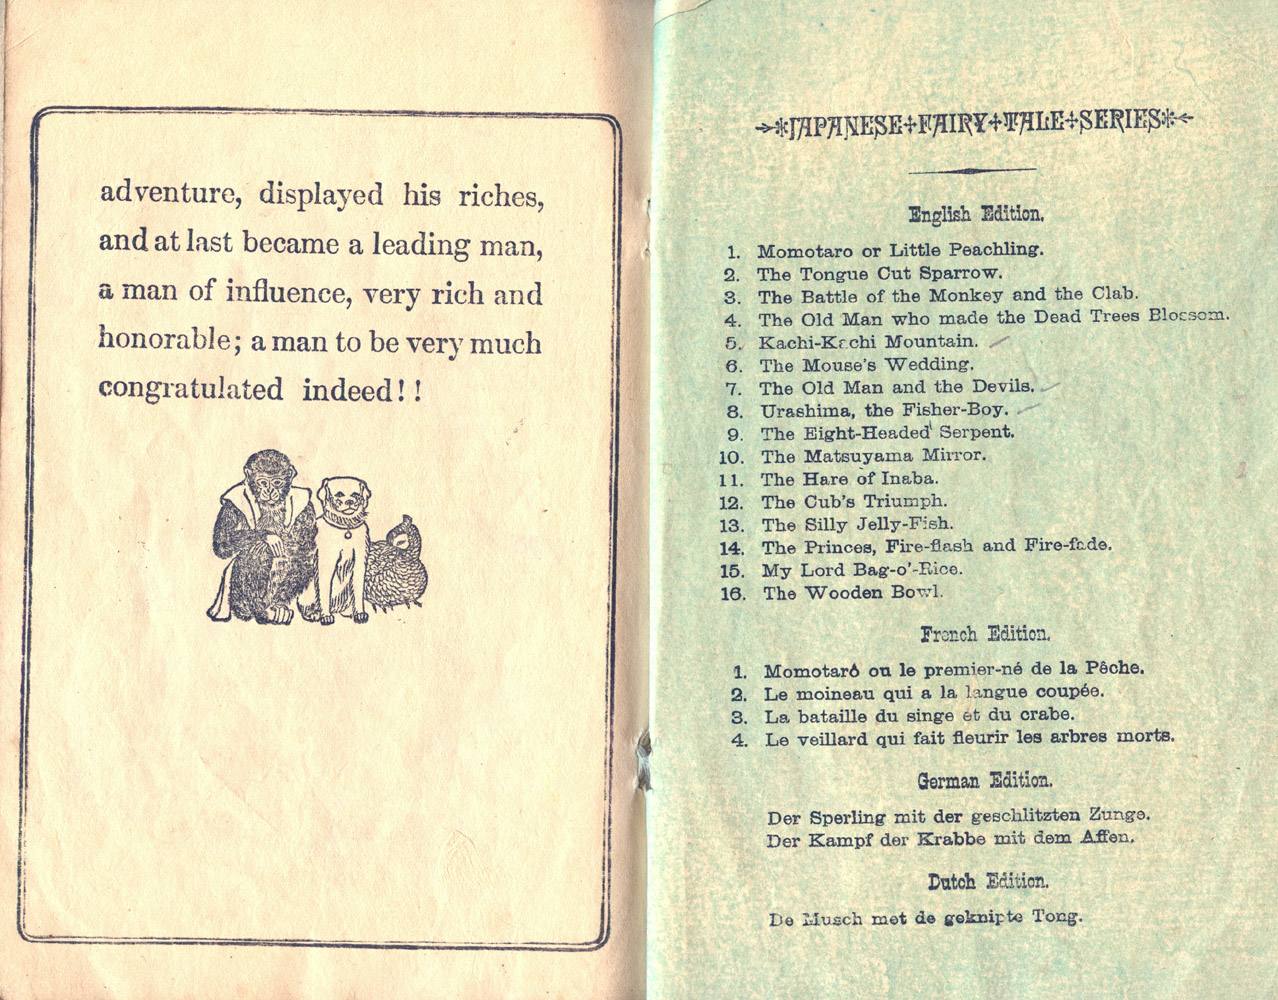 adventure, displayed his riches,
and at last became a leading man,
a man of influence, very rich and
honorable; a man to be very much
congratulated indeed!!
JAPANESE FAIRY TALE SERIES
English Edition.
1. Momotaro or Little Peachling.
2. The Tongue Cut Sparrow.
3. The Battle of the Monkey and the Clab.
4. The Old Man who made the Dead Trees Blossom.
5. Kachi-Kachi Mountain.
6. The Mouse's Wedding.
7. The Old Man and the Devils.
8. Urashima, the Fisher-Boy.
9. The Eight-Headed Serpent.
10. The Matsuyama Mirror.
11. The Hare of Inaba.
12. The Cub's Triumph.
13. The Silly Jelly-Fish.
14. The Princes, Fire-flash and Fire-fade.
15. My Lord Bag-o'-Rice.
16. The Wooden Bowl.
French Edition.
1. Momotarô ou le premier-né de la Pêche.
2. Le moineau qui a la langue coupée.
3. La bataille du singe et du crabe.
4. Le veillard qui fait fleurir les arbres morts.
German Edition.
Der Sperling mit der geschlitzten Zunge.
Der Kampf der Krabbe mit dem Affen.
Dutch Edition.
De Musch met de geknipte Tong.